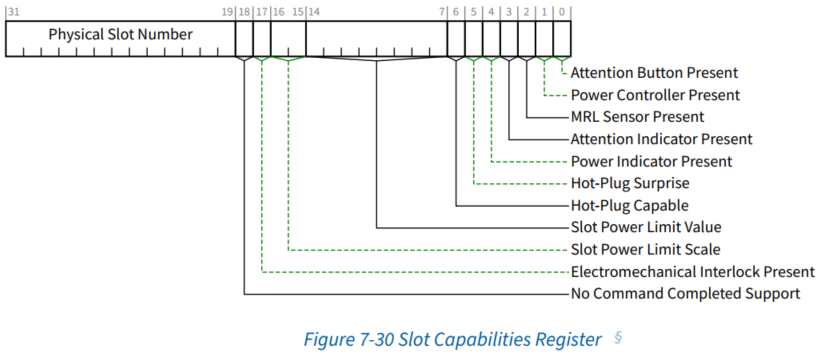 31 19 18 17 16 15 14 7 6 5 4 3 2 1 0
Physical Slot Number
Attention Button Present
Power Controller Present
MRL Sensor Present
Attention Indicator Present
Power Indicator Present
Hot-Plug Surprise
Hot-Plug Capable
Slot Power Limit Value
Slot Power Limit Scale
Electromechanical Interlock Present
No Command Completed Support
Figure 7-30 Slot Capabilities Register §